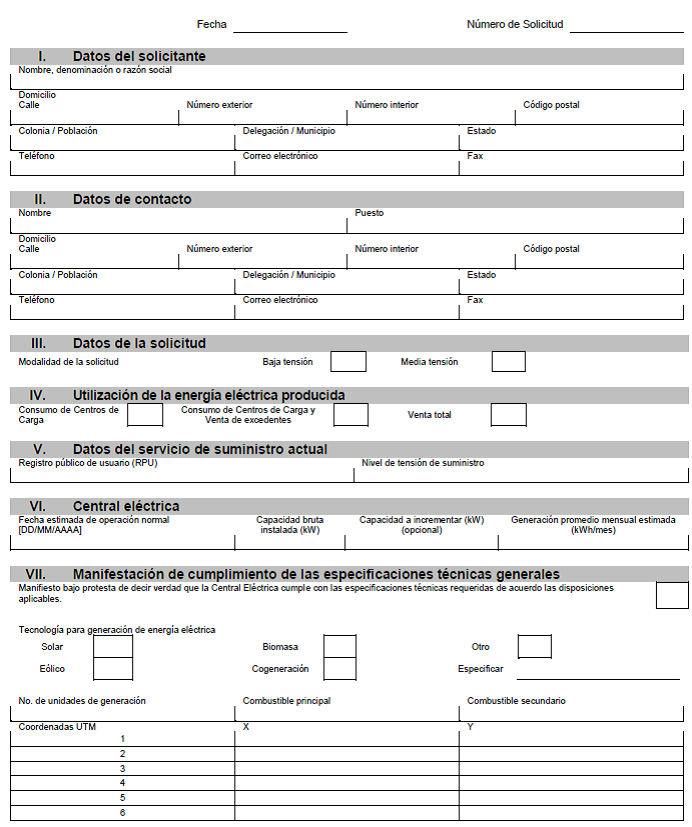 Fecha Número de Solicitud
I. Datos del solicitante
Nombre, denominación o razón social
Domicilio
Calle Número exterior Número interior Código postal
Colonia / Población Delegación / Municipio Estado
Teléfono Correo electrónico Fax
II. Datos de contacto
Nombre Puesto
Domicilio
Calle Número exterior Número interior Código postal
Colonia / Población Delegación / Municipio Estado
Teléfono Correo electrónico Fax
III. Datos de la solicitud
Modalidad de la solicitud Baja tensión Media tensión
IV. Utilización de la energía eléctrica producida
Consumo de Centros de Carga Consumo de Centros de Carga y Venta de excedentes Venta total
V. Datos del servicio de suministro actual
Registro público de usuario (RPU) Nivel de tensión de suministro
VI. Central eléctrica
Fecha estimada de operación normal [DD/MM/AAAA] Capacidad bruta instalada (kW) Capacidad a incrementar (kW) (opcional) Generación promedio mensual estimada (kWh/mes)
VII. Manifestación de cumplimiento de las especificaciones técnicas generales
Manifiesto bajo protesta de decir verdad que la Central Eléctrica cumple con las especificaciones técnicas requeridas de acuerdo las disposiciones
aplicables.
Tecnología para generación de energía eléctrica
Solar Biomasa Otro
Eólico Cogeneración Especificar
No. de unidades de generación Combustible principal Combustible secundario
Coordenadas UTM X Y
1
2
3
4
5
6